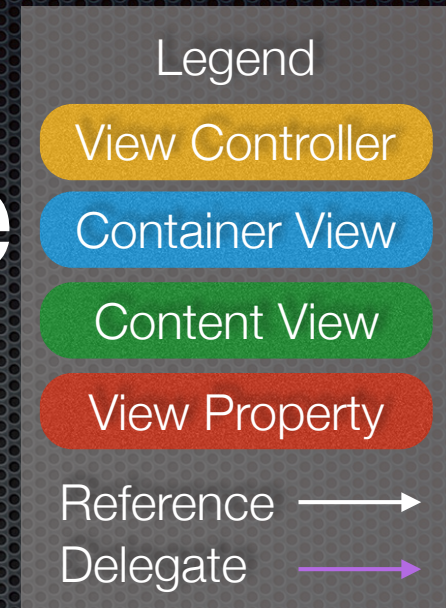 e
Legend
View Controller
Container View
Content View
View Property
Reference
Delegate